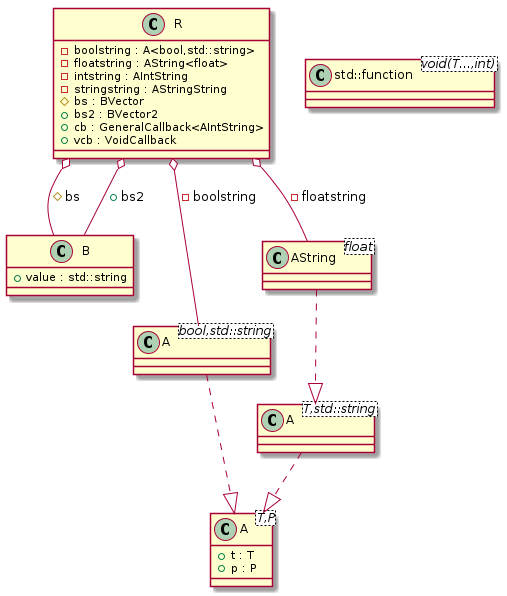 C R
boolstring : A<bool,std::string>
floatstring : AString<float>
intstring : AIntString
stringstring : AStringString
bs : BVector
bs2 : BVector2
cb : GeneralCallback<AIntString>
vcb : VoidCallback
void(T...,int)
C std::function
bs
bs2
boolstring
floatstring
C B
value : std::string
float
C AString
bool,std::string
C A
T,std::string
C A
T,P
C A
t : T
p : P